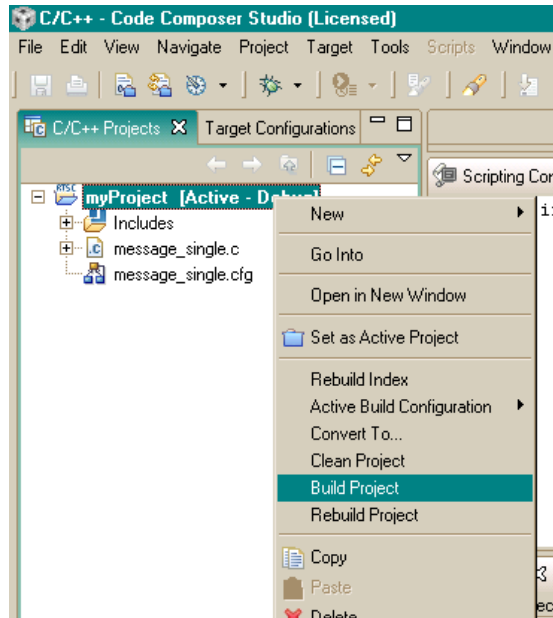 C/C++ - Code Composer Studio (Licensed)
File Edit View Navigate Project Target Tools Scripts Window
C/C++ Projects Target Configurations
Scripting Con
RTSC
myProject [Active - Debug]
Includes
message_single.c
message_single.cfg
New
Go Into
Open in New Window
Set as Active Project
Rebuild Index
Active Build Configuration
Convert To...
Clean Project
Build Project
Rebuild Project
Copy
Paste
Delete